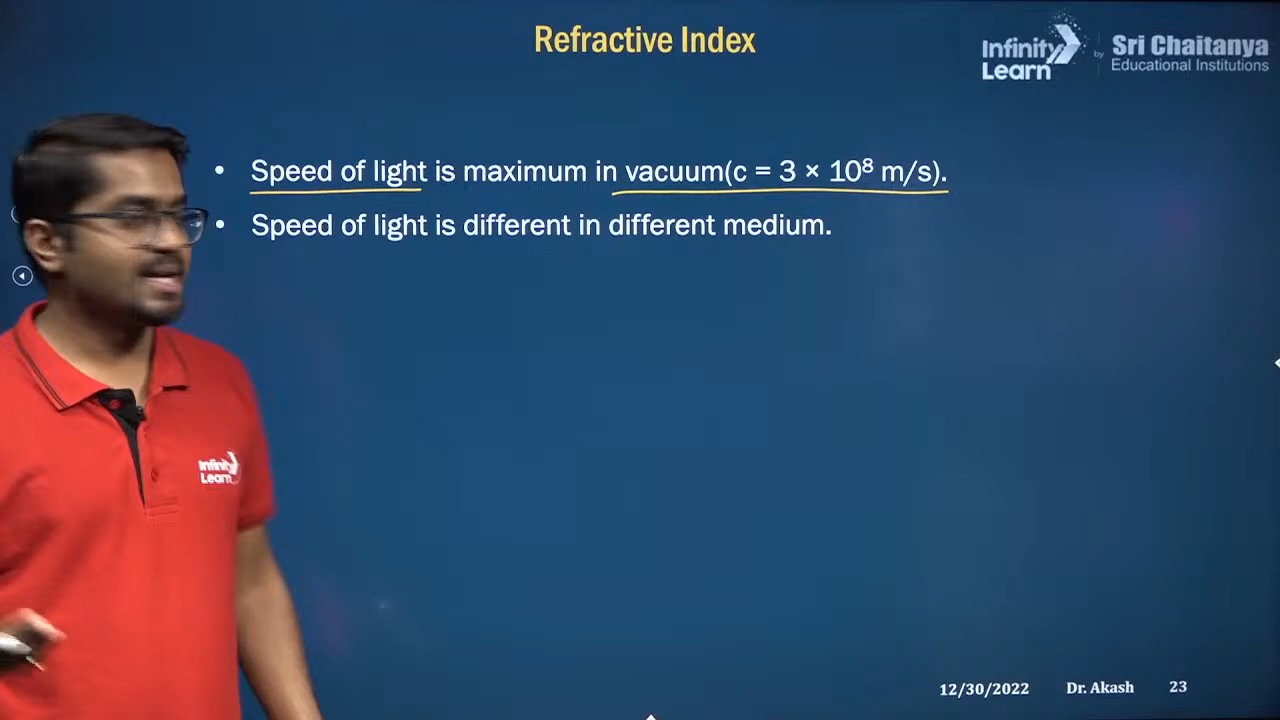 Refractive Index
Infinity Learn
by
Sri Chaitanya
Educational Institutions
• Speed of light is maximum in vacuum(c = 3 × 10⁸ m/s).
• Speed of light is different in different medium.
Infinity
Learn
12/30/2022 Dr. Akash 23